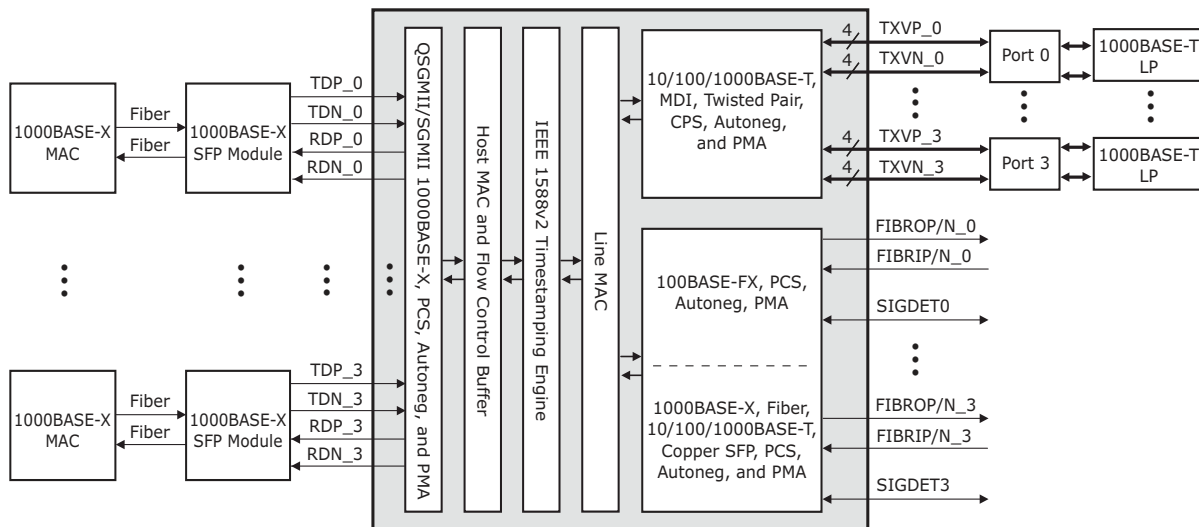 1000BASE-X
MAC
Fiber
Fiber
1000BASE-X
SFP Module
TDP_0
TDN_0
RDP_0
RDN_0
1000BASE-X
MAC
Fiber
Fiber
1000BASE-X
SFP Module
TDP_3
TDN_3
RDP_3
RDN_3
QSGMII/SGMII 1000BASE-X, PCS,
Autoneg, and PMA
Host MAC and Flow Control
Buffer
IEEE 1588v2 Timestamping
Engine
Line MAC
10/100/1000BASE-T,
MDI, Twisted Pair,
CPS, Autoneg,
and PMA
4
TXVP_0
4
TXVN_0
4
TXVP_3
4
TXVN_3
Port 0
1000BASE-T
LP
Port 3
1000BASE-T
LP
100BASE-FX, PCS,
Autoneg, PMA
1000BASE-X, Fiber,
10/100/1000BASE-T,
Copper SFP, PCS,
Autoneg, and PMA
FIBROP/N_0
FIBRIP/N_0
SIGDET0
FIBROP/N_3
FIBRIP/N_3
SIGDET3